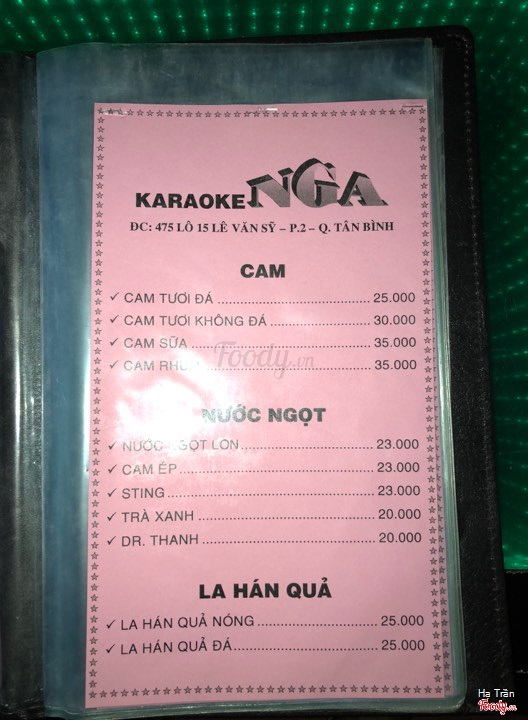 KARAOKE NGA
ĐC: 475 LÔ 15 LÊ VĂN SỸ – P.2 – Q. TÂN BÌNH
CAM
✓ CAM TƯƠI ĐÁ ........ 25.000
✓ CAM TƯƠI KHÔNG ĐÁ ........ 30.000
✓ CAM SỮA ........ 35.000
✓ CAM ........ 35.000
Foody.vn
NƯỚC NGỌT
✓ NƯỚC NGỌT LON ........ 23.000
✓ CAM ÉP ........ 23.000
✓ STING ........ 23.000
✓ TRÀ XANH ........ 20.000
✓ DR. THANH ........ 20.000
LA HÁN QUẢ
✓ LA HÁN QUẢ NÓNG ........ 25.000
✓ LA HÁN QUẢ ĐÁ ........ 25.000
Hạ Trần
Foody.vn